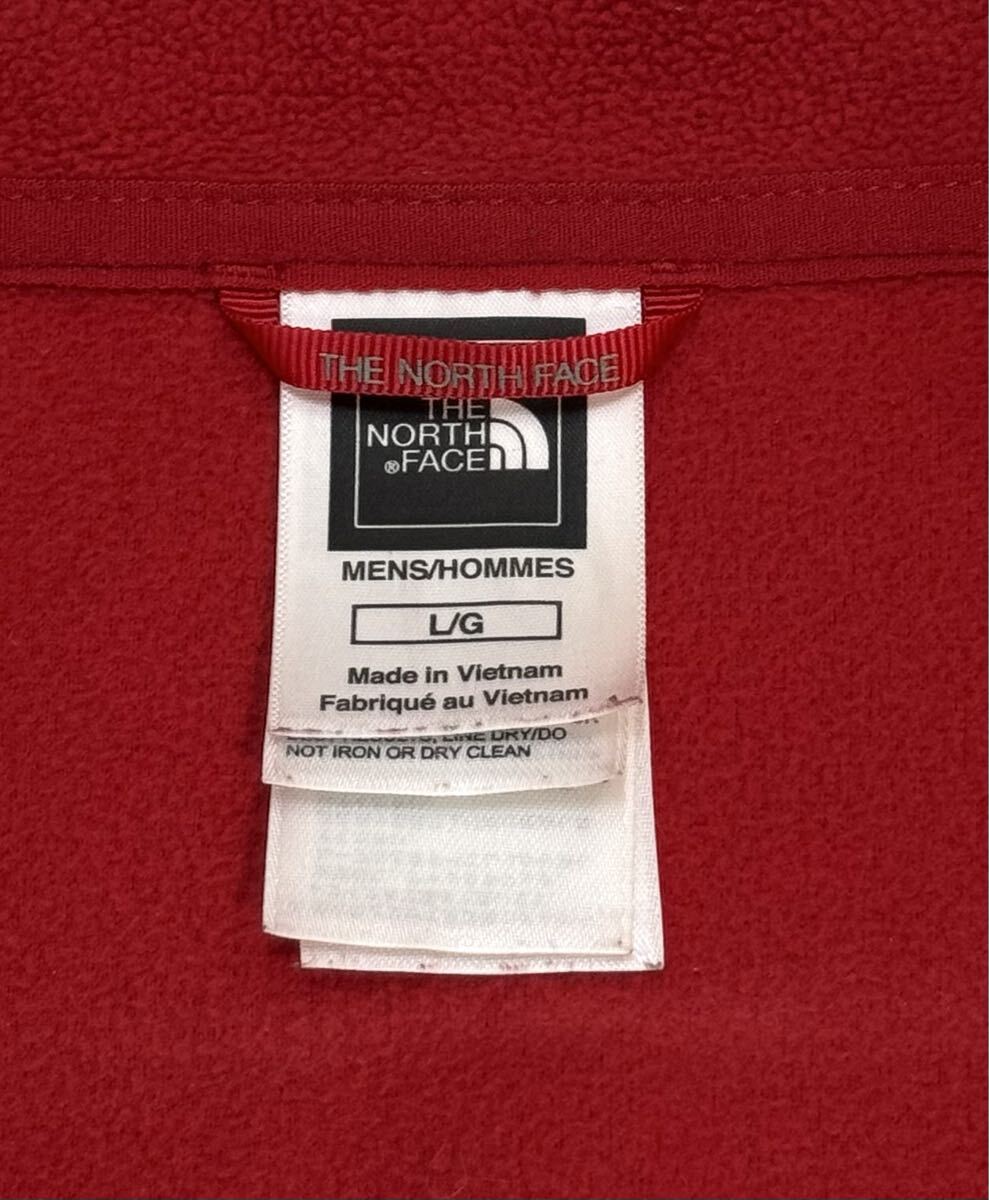 THE NORTH FACE
THE
NORTH
®FACE
MENS/HOMMES
L/G
Made in Vietnam
Fabriqué au Vietnam
LINE DRY/DO
NOT IRON OR DRY CLEAN